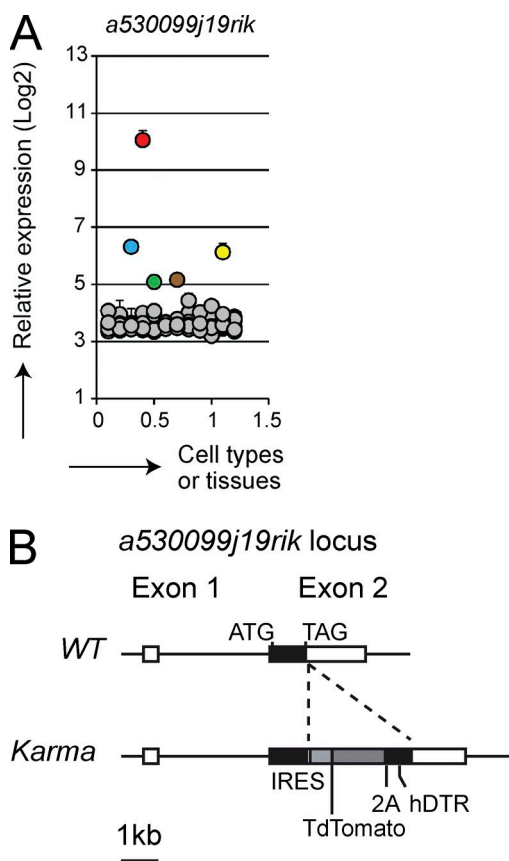 A
a530099j19rik
Relative expression (Log2)
13
11
9
7
5
3
1
0 0.5 1 1.5
Cell types
or tissues
B
a530099j19rik locus
Exon 1 Exon 2
ATG TAG
WT
Karma
IRES
2A hDTR
TdTomato
1kb